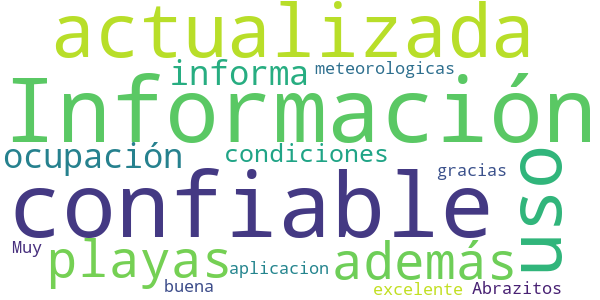 actualizada
informa
meteorologicas
Información
ocupación
condiciones
gracias
uso
confiable
Muy
playas
además
aplicacion
buena
excelente
Abrazitos